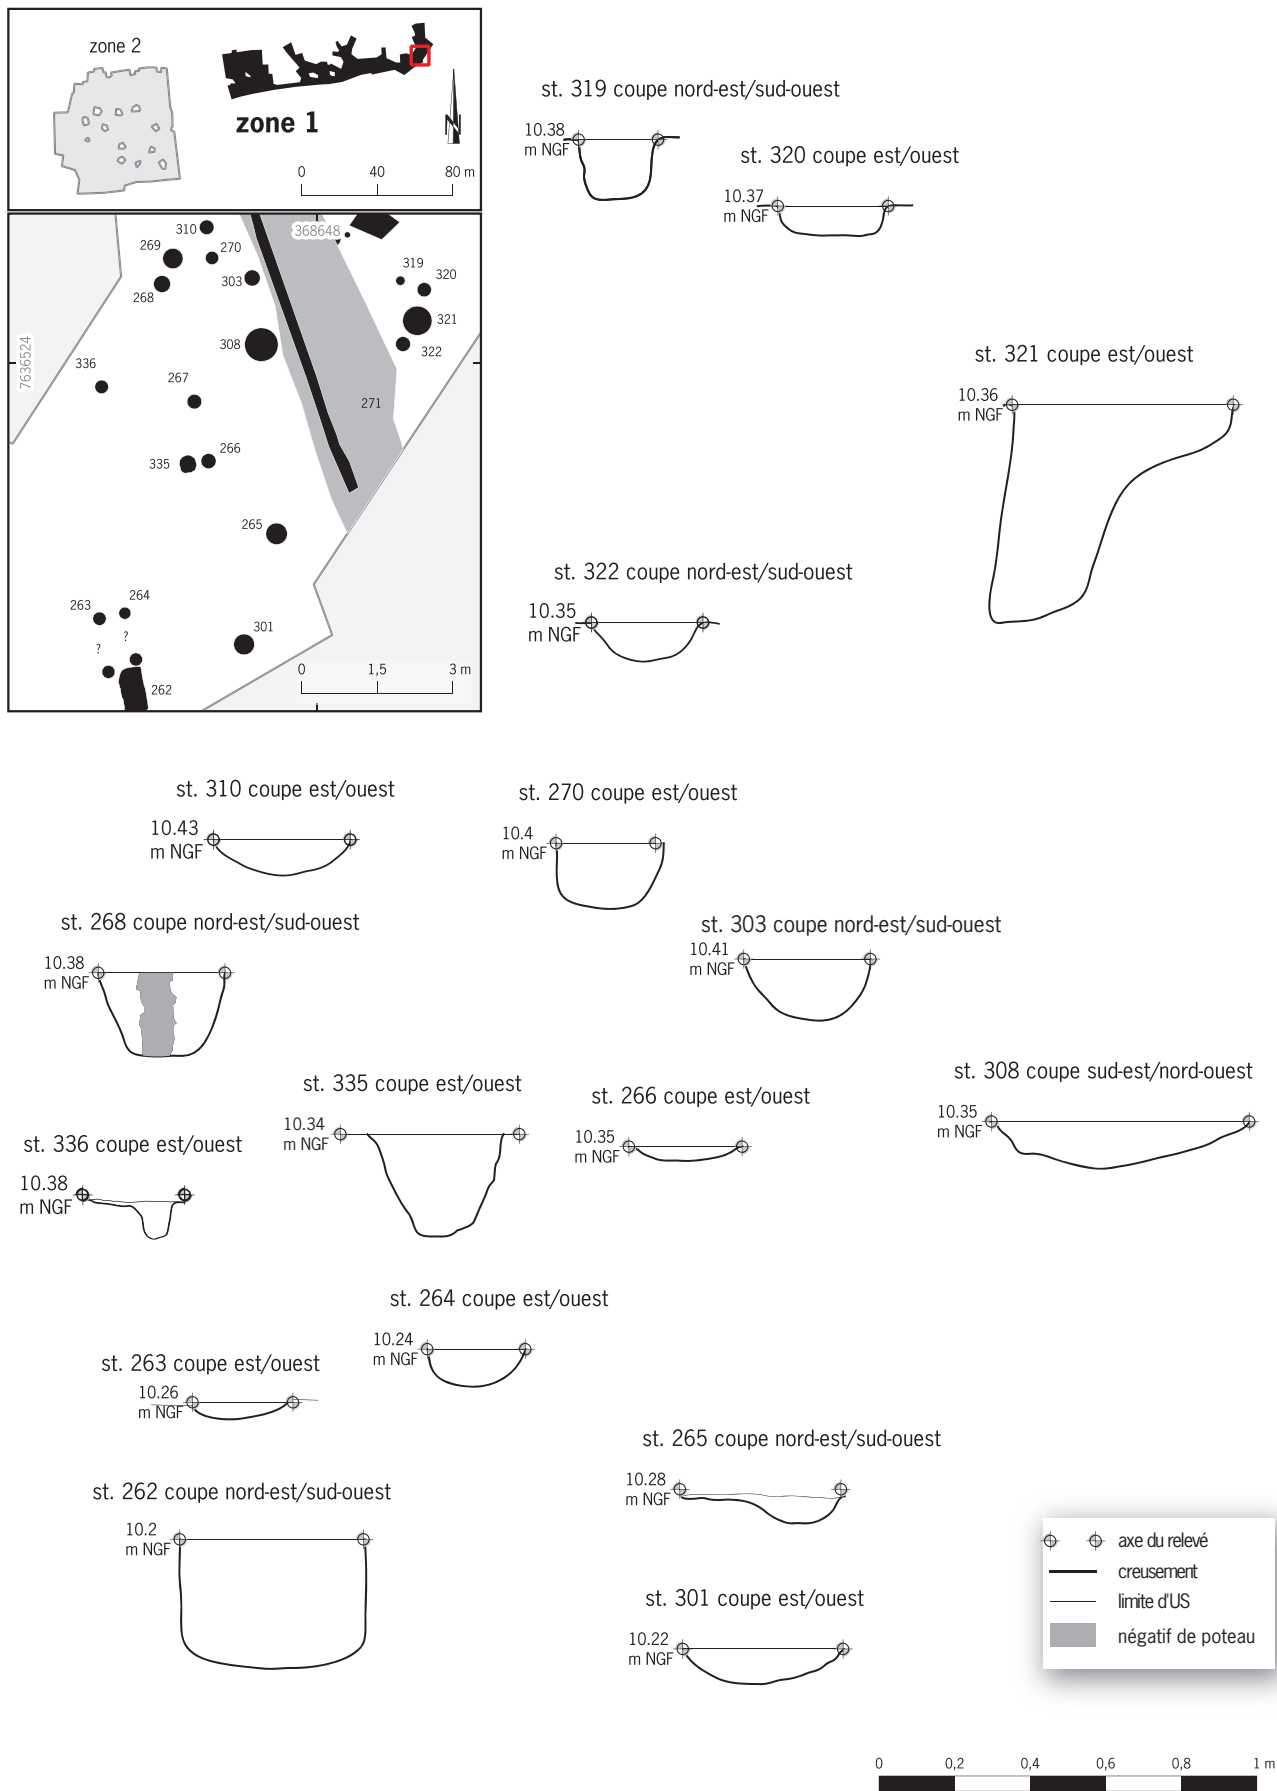 zone 2
zone 1
N
0 40 80 m
368648
7636524
310
269
270
268
303
319
320
321
322
308
336
267
271
335
266
265
263
264
?
?
301
262
0 1,5 3 m
st. 319 coupe nord-est/sud-ouest
10.38
m NGF
st. 320 coupe est/ouest
10.37
m NGF
st. 321 coupe est/ouest
10.36
m NGF
st. 322 coupe nord-est/sud-ouest
10.35
m NGF
st. 310 coupe est/ouest
10.43
m NGF
st. 270 coupe est/ouest
10.4
m NGF
st. 268 coupe nord-est/sud-ouest
10.38
m NGF
st. 303 coupe nord-est/sud-ouest
10.41
m NGF
st. 335 coupe est/ouest
10.34
m NGF
st. 266 coupe est/ouest
10.35
m NGF
st. 308 coupe sud-est/nord-ouest
10.35
m NGF
st. 336 coupe est/ouest
10.38
m NGF
st. 264 coupe est/ouest
10.24
m NGF
st. 263 coupe est/ouest
10.26
m NGF
st. 265 coupe nord-est/sud-ouest
10.28
m NGF
st. 262 coupe nord-est/sud-ouest
10.2
m NGF
st. 301 coupe est/ouest
10.22
m NGF
axe du relevé
creusement
limite d'US
négatif de poteau
0 0,2 0,4 0,6 0,8 1 m